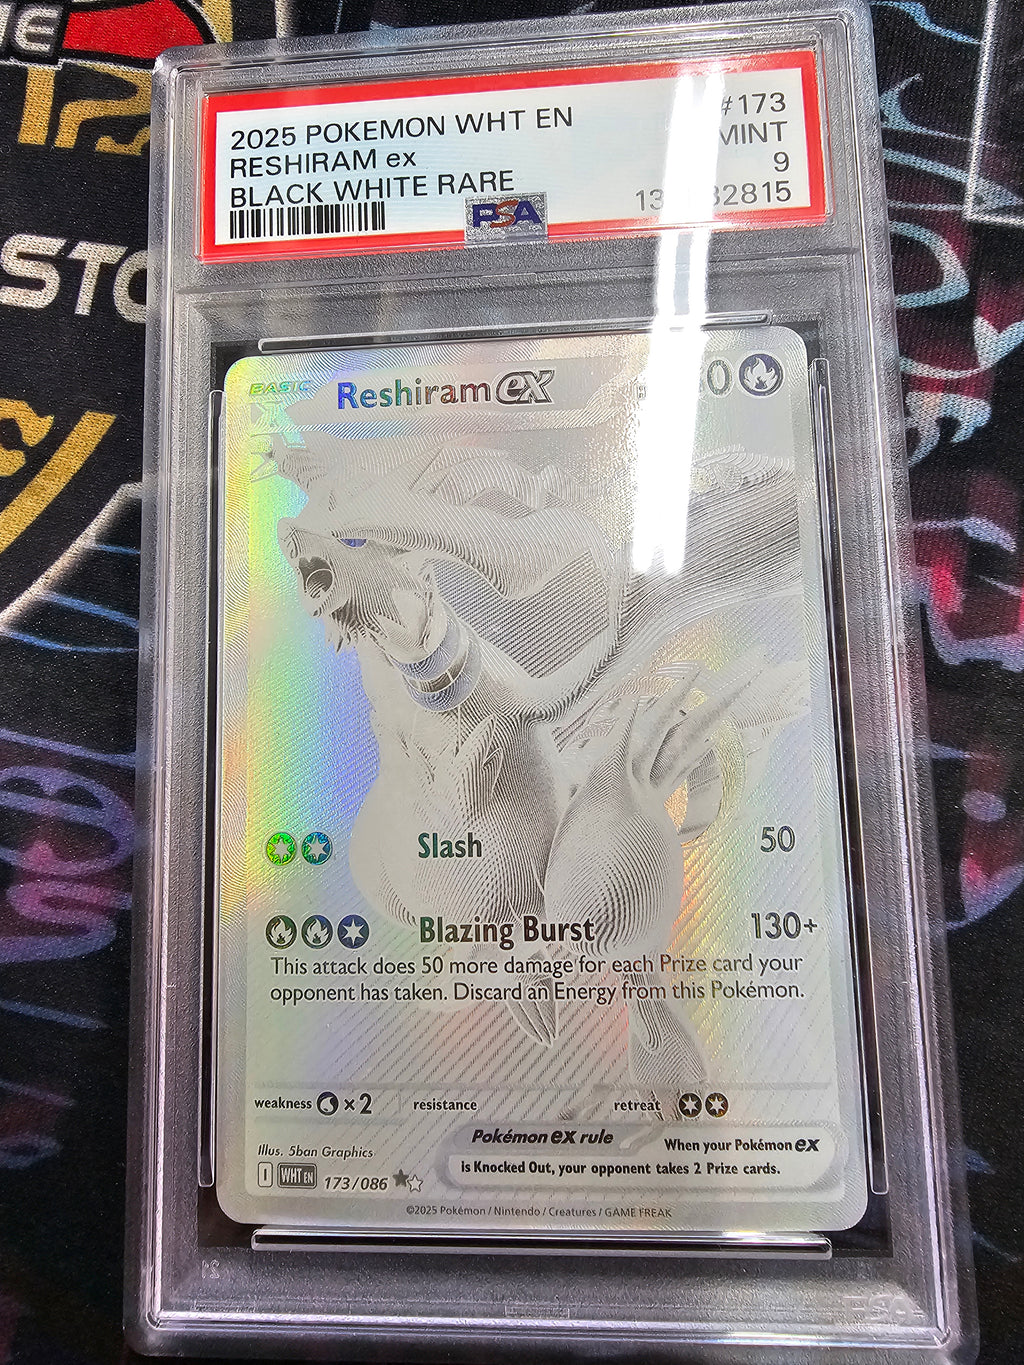 2025 POKEMON WHT EN
#173
RESHIRAM ex
MINT
BLACK WHITE RARE
9
PSA
BASIC
Reshiram ex
Slash 50
Blazing Burst 130+
This attack does 50 more damage for each Prize card your
opponent has taken. Discard an Energy from this Pokémon.
weakness ×2 resistance retreat
Pokémon ex rule
When your Pokémon ex
is Knocked Out, your opponent takes 2 Prize cards.
Illus. 5ban Graphics
I WHT EN 173/086
©2025 Pokémon / Nintendo / Creatures / GAME FREAK